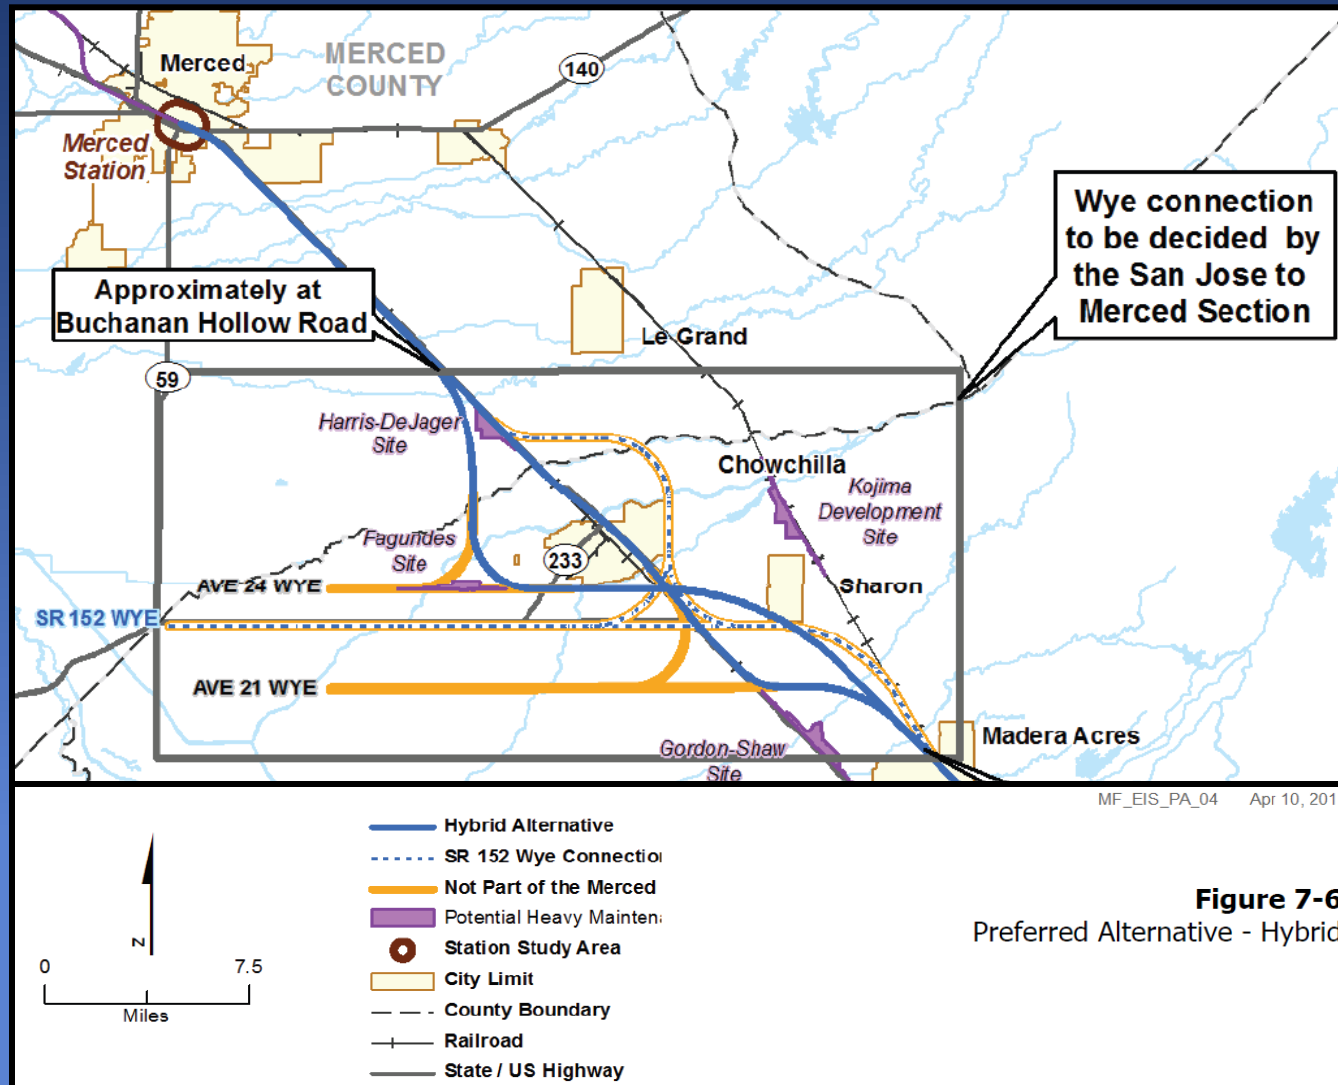 Merced
MERCED
COUNTY
140
Merced
Station
Wye connection
to be decided by
the San Jose to
Merced Section
Approximately at
Buchanan Hollow Road
Le Grand
59
Harris-DeJager
Site
Chowchilla
Kojima
Development
Site
Fagundes
Site
233
AVE 24 WYE
Sharon
SR 152 WYE
AVE 21 WYE
Madera Acres
Gordon-Shaw
Site
MF_EIS_PA_04 Apr 10, 201
Hybrid Alternative
SR 152 Wye Connection
Not Part of the Merced
Potential Heavy Maintena
Station Study Area
City Limit
County Boundary
Railroad
State / US Highway
N
0 7.5
Miles
Figure 7-6
Preferred Alternative - Hybrid